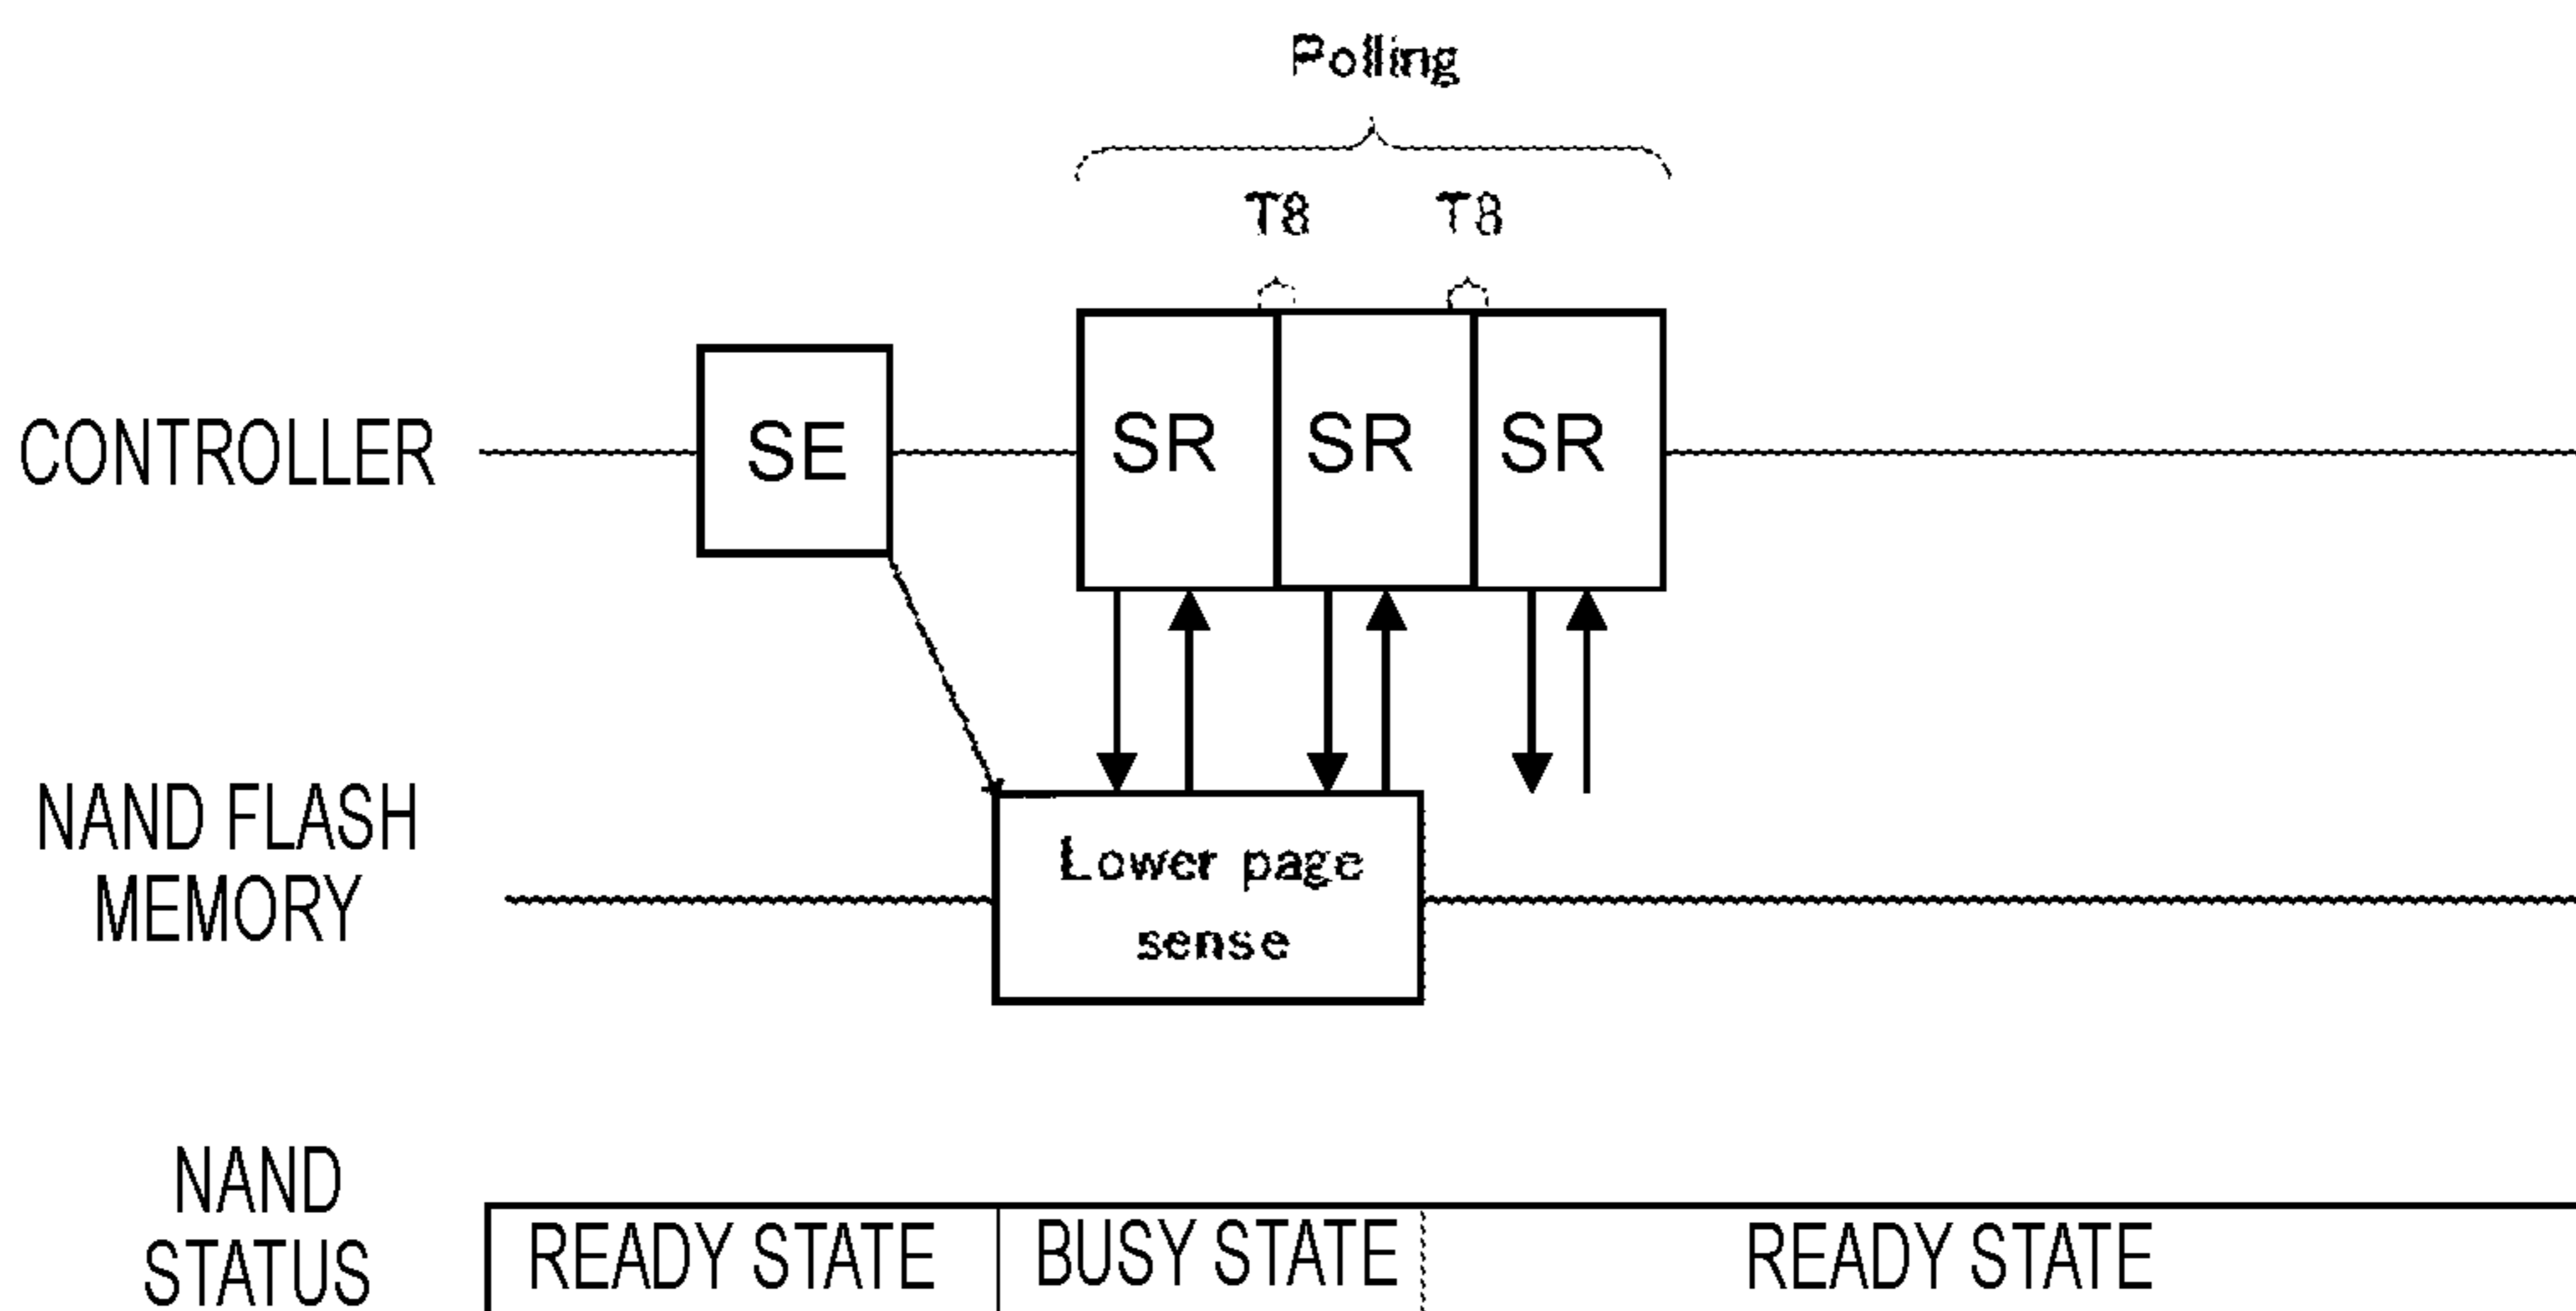 Polling
T8 T8
CONTROLLER SE SR SR SR
NAND FLASH
MEMORY
Lower page
sense
NAND
STATUS
READY STATE BUSY STATE READY STATE